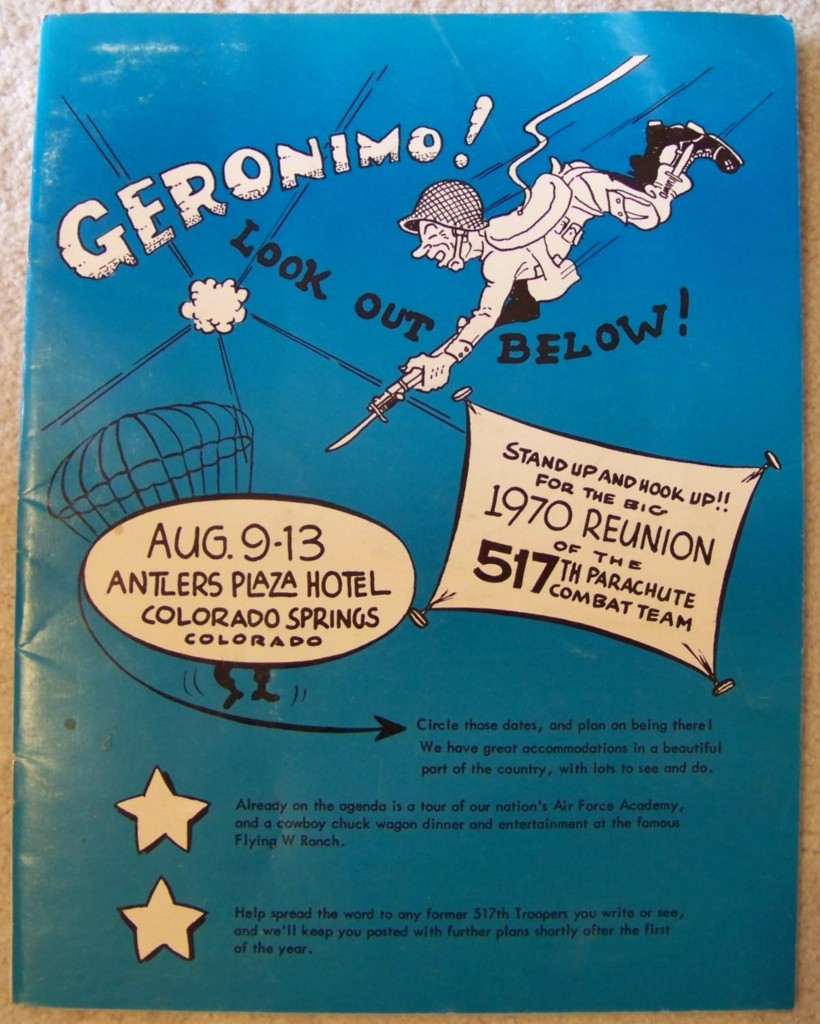 GERONIMO!
LOOK OUT BELOW!
STAND UP AND HOOK UP!!
FOR THE BIG
1970 REUNION
OF THE
517TH PARACHUTE
COMBAT TEAM
AUG. 9-13
ANTLERS PLAZA HOTEL
COLORADO SPRINGS
COLORADO
Circle those dates, and plan on being there!
We have great accommodations in a beautiful
part of the country, with lots to see and do.
Already on the agenda is a tour of our nation's Air Force Academy,
and a cowboy chuck wagon dinner and entertainment at the famous
Flying W Ranch.
Help spread the word to any former 517th Troopers you write or see,
and we'll keep you posted with further plans shortly after the first
of the year.